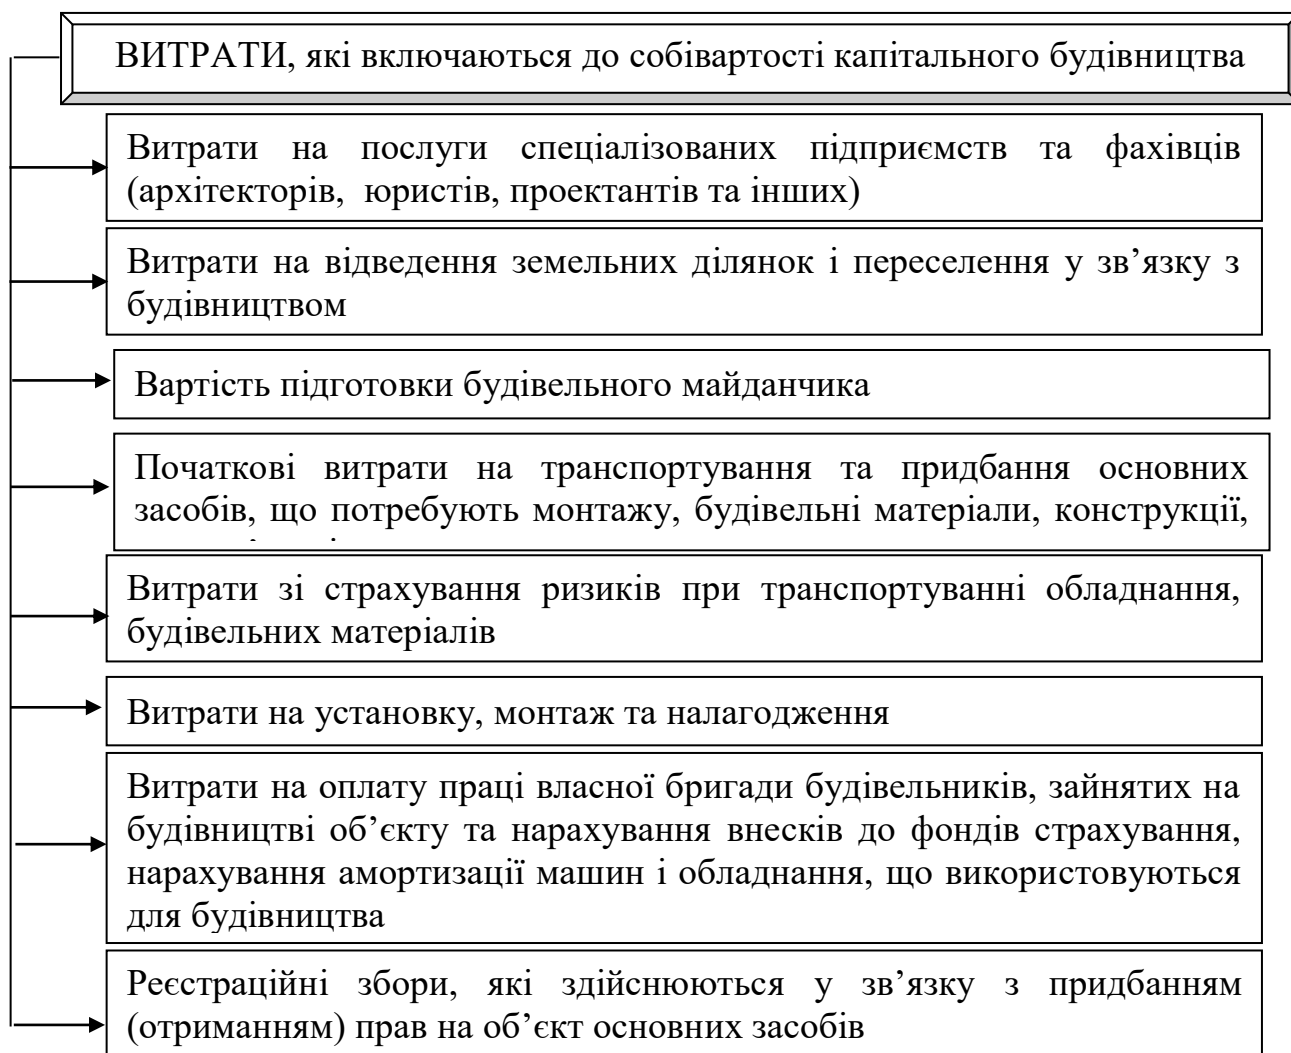 ВИТРАТИ, які включаються до собівартості капітального будівництва
Витрати на послуги спеціалізованих підприємств та фахівців
(архітекторів, юристів, проектантів та інших)
Витрати на відведення земельних ділянок і переселення у зв’язку з
будівництвом
Вартість підготовки будівельного майданчика
Початкові витрати на транспортування та придбання основних
засобів, що потребують монтажу, будівельні матеріали, конструкції,
Витрати зі страхування ризиків при транспортуванні обладнання,
будівельних матеріалів
Витрати на установку, монтаж та налагодження
Витрати на оплату праці власної бригади будівельників, зайнятих на
будівництві об’єкту та нарахування внесків до фондів страхування,
нарахування амортизації машин і обладнання, що використовуються
для будівництва
Реєстраційні збори, які здійснюються у зв’язку з придбанням
(отриманням) прав на об’єкт основних засобів